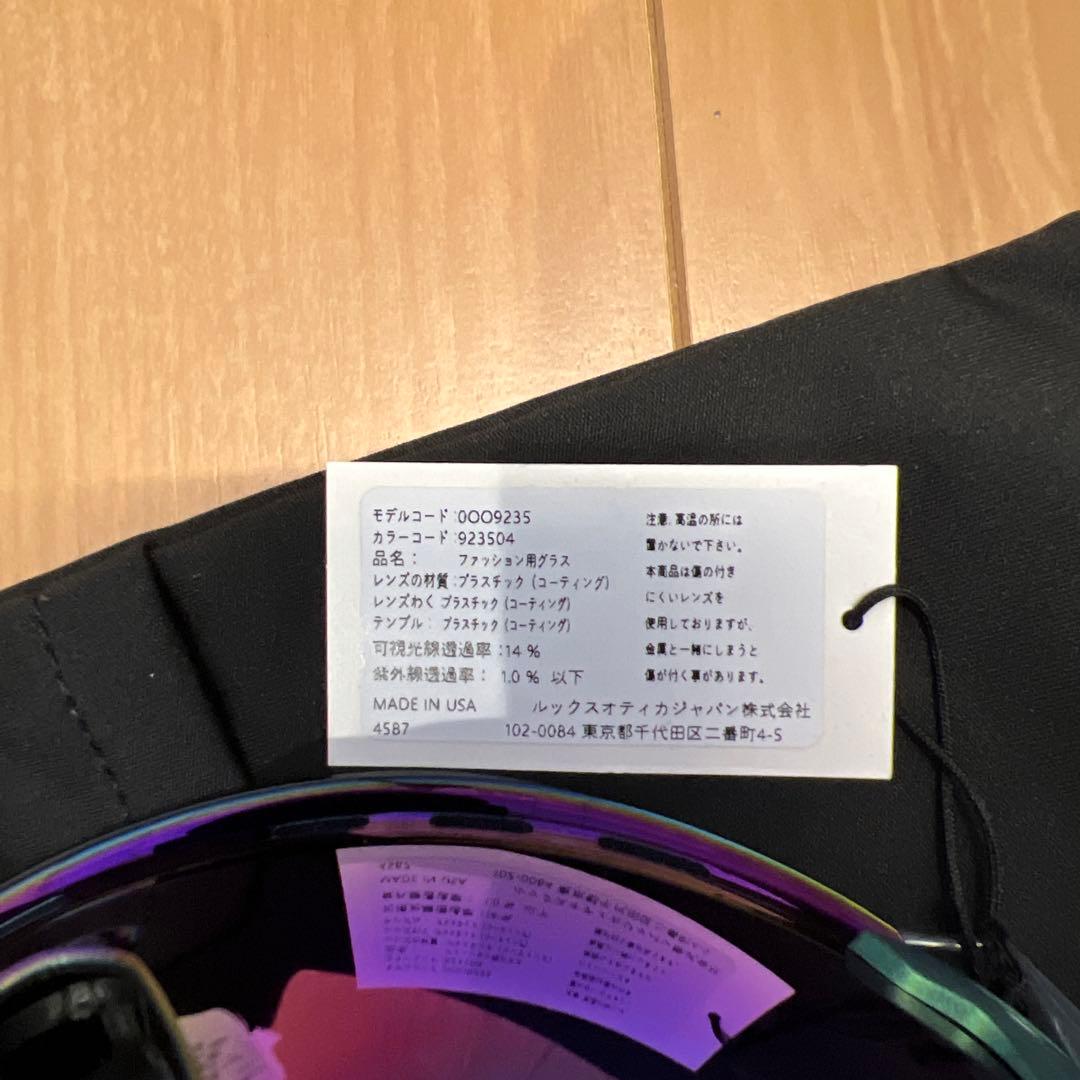 モデルコード :0OO9235
カラーコード :923504
品名: ファッション用グラス
レンズの材質 :プラスチック (コーティング)
レンズわく プラスチック (コーティング)
テンプル: プラスチック (コーティング)
可視光線透過率 :14 %
紫外線透過率: 1.0 % 以下
MADE IN USA
4587
注意 高温の所には
置かないで下さい。
本商品は傷の付き
にくいレンズを
使用しておりますが、
金属と一緒にしまうと
傷が付く事があります。
ルックスオティカジャパン株式会社
102-0084 東京都千代田区二番町4-5